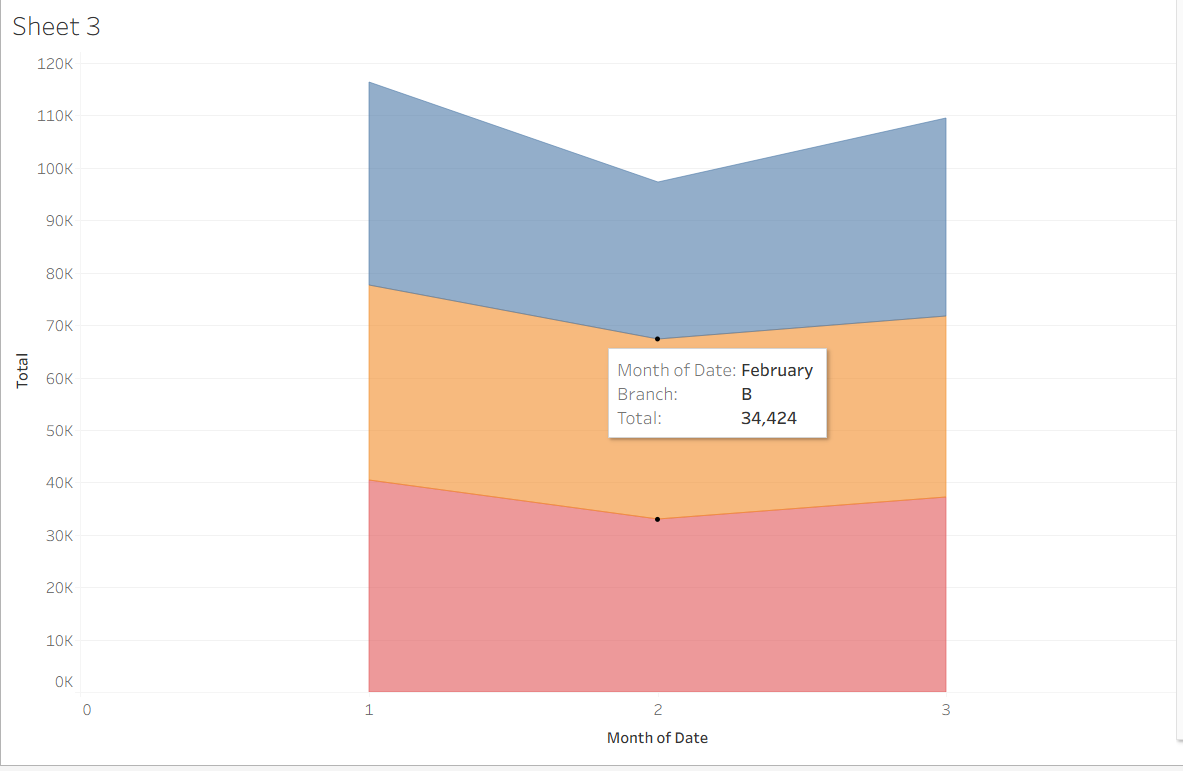 Sheet 3
120K
110K
100K
90K
80K
70K
60K
50K
40K
30K
20K
10K
0K
Total
Month of Date: February
Branch: B
Total: 34,424
0 1 2 3
Month of Date